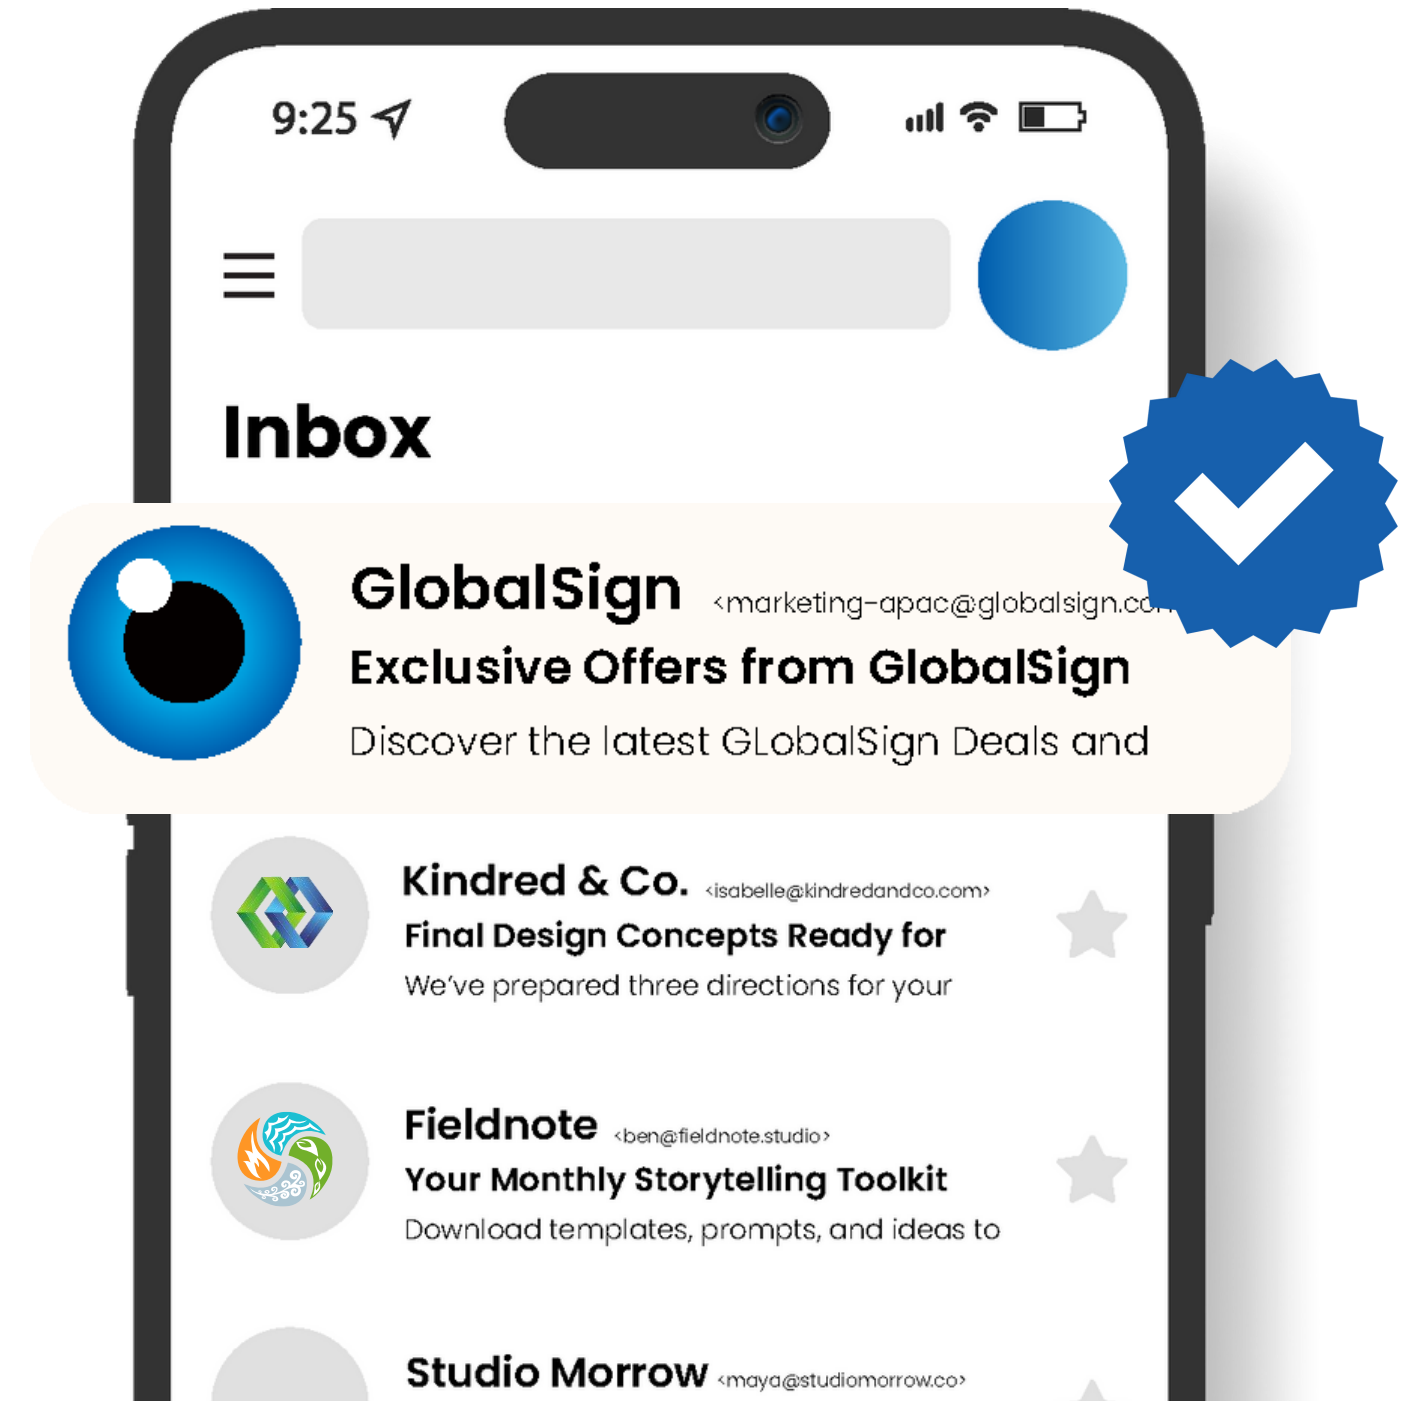 9:25
Inbox
GlobalSign <marketing-apac@globalsign.com
Exclusive Offers from GlobalSign
Discover the latest GLobalSign Deals and
Kindred & Co. <isabelle@kindredandco.com>
Final Design Concepts Ready for
We’ve prepared three directions for your
Fieldnote <ben@fieldnote.studio>
Your Monthly Storytelling Toolkit
Download templates, prompts, and ideas to
Studio Morrow <maya@studiomorrow.co>